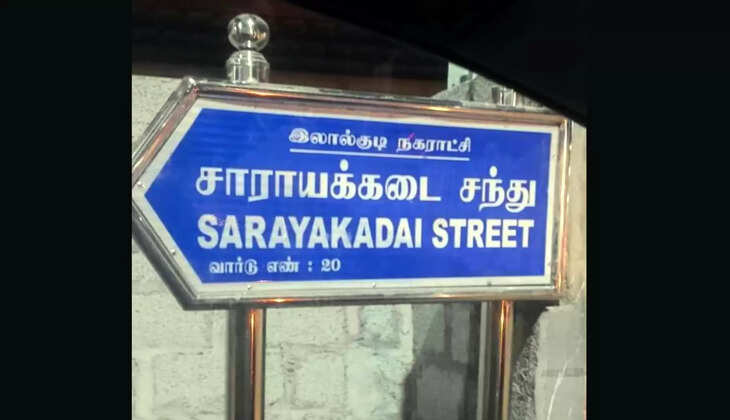 இலால்குடி நகராட்சி
சாராயக்கடை சந்து
SARAYAKADAI STREET
வார்டு எண் : 20